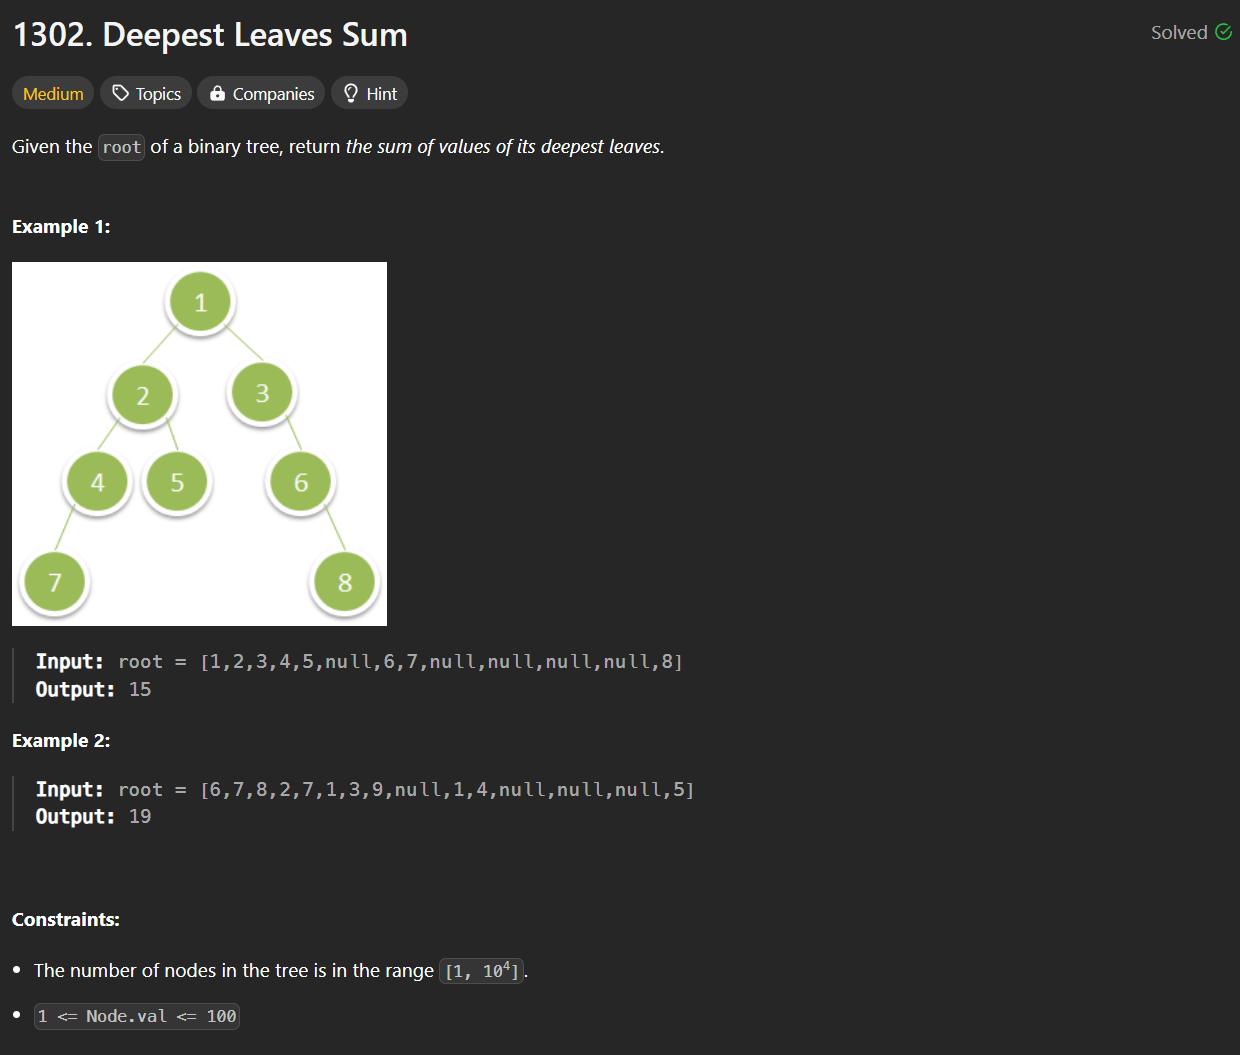 1302. Deepest Leaves Sum
Solved
Medium
Topics
Companies
Hint
Given the root of a binary tree, return the sum of values of its deepest leaves.
Example 1:
1
2
3
4
5
6
7
8
Input: root = [1,2,3,4,5,null,6,7,null,null,null,null,8]
Output: 15
Example 2:
Input: root = [6,7,8,2,7,1,3,9,null,1,4,null,null,null,5]
Output: 19
Constraints:
• The number of nodes in the tree is in the range [1, 10⁴].
• 1 <= Node.val <= 100